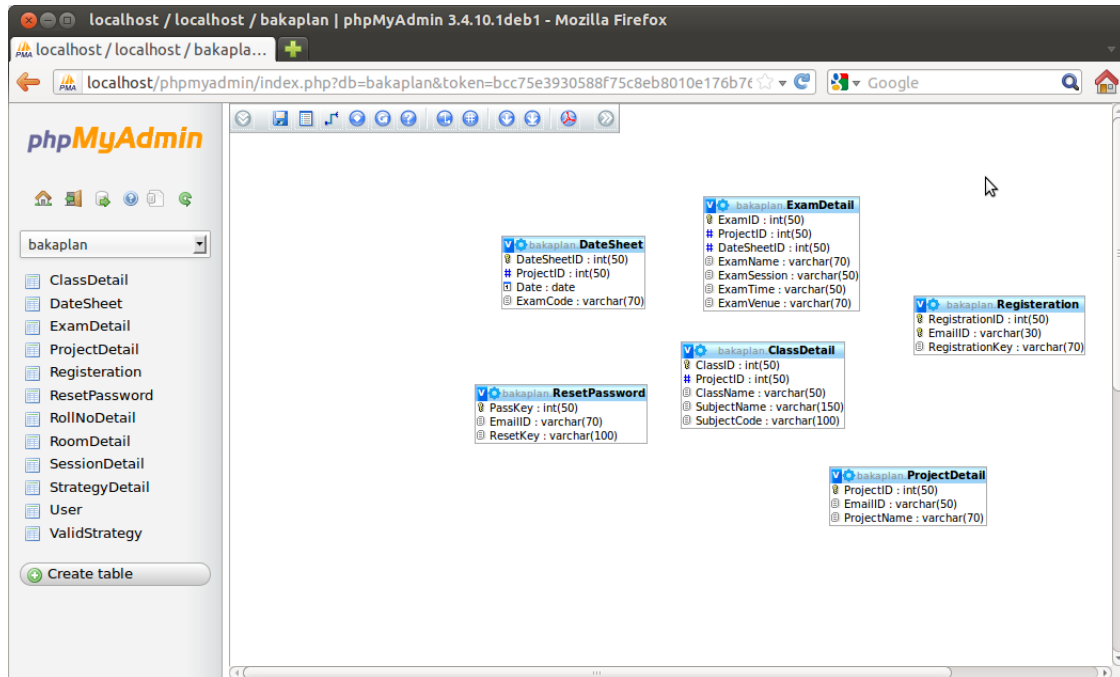 localhost / localhost / bakaplan | phpMyAdmin 3.4.10.1deb1 - Mozilla Firefox
PMA localhost / localhost / bakapla...
PMA localhost/phpmyadmin/index.php?db=bakaplan&token=bcc75e3930588f75c8eb8010e176b76
Google
phpMyAdmin
bakaplan
ClassDetail
DateSheet
ExamDetail
ProjectDetail
Registeration
ResetPassword
RollNoDetail
RoomDetail
SessionDetail
StrategyDetail
User
ValidStrategy
Create table
V bakaplan.DateSheet
DateSheetID : int(50)
# ProjectID : int(50)
Date : date
ExamCode : varchar(70)
V bakaplan.ExamDetail
ExamID : int(50)
# ProjectID : int(50)
# DateSheetID : int(50)
ExamName : varchar(70)
ExamSession : varchar(50)
ExamTime : varchar(50)
ExamVenue : varchar(70)
V bakaplan.Registeration
RegistrationID : int(50)
EmailID : varchar(30)
RegistrationKey : varchar(70)
V bakaplan.ClassDetail
ClassID : int(50)
# ProjectID : int(50)
ClassName : varchar(50)
SubjectName : varchar(150)
SubjectCode : varchar(100)
V bakaplan.ResetPassword
PassKey : int(50)
EmailID : varchar(70)
ResetKey : varchar(100)
V bakaplan.ProjectDetail
ProjectID : int(50)
EmailID : varchar(50)
ProjectName : varchar(70)